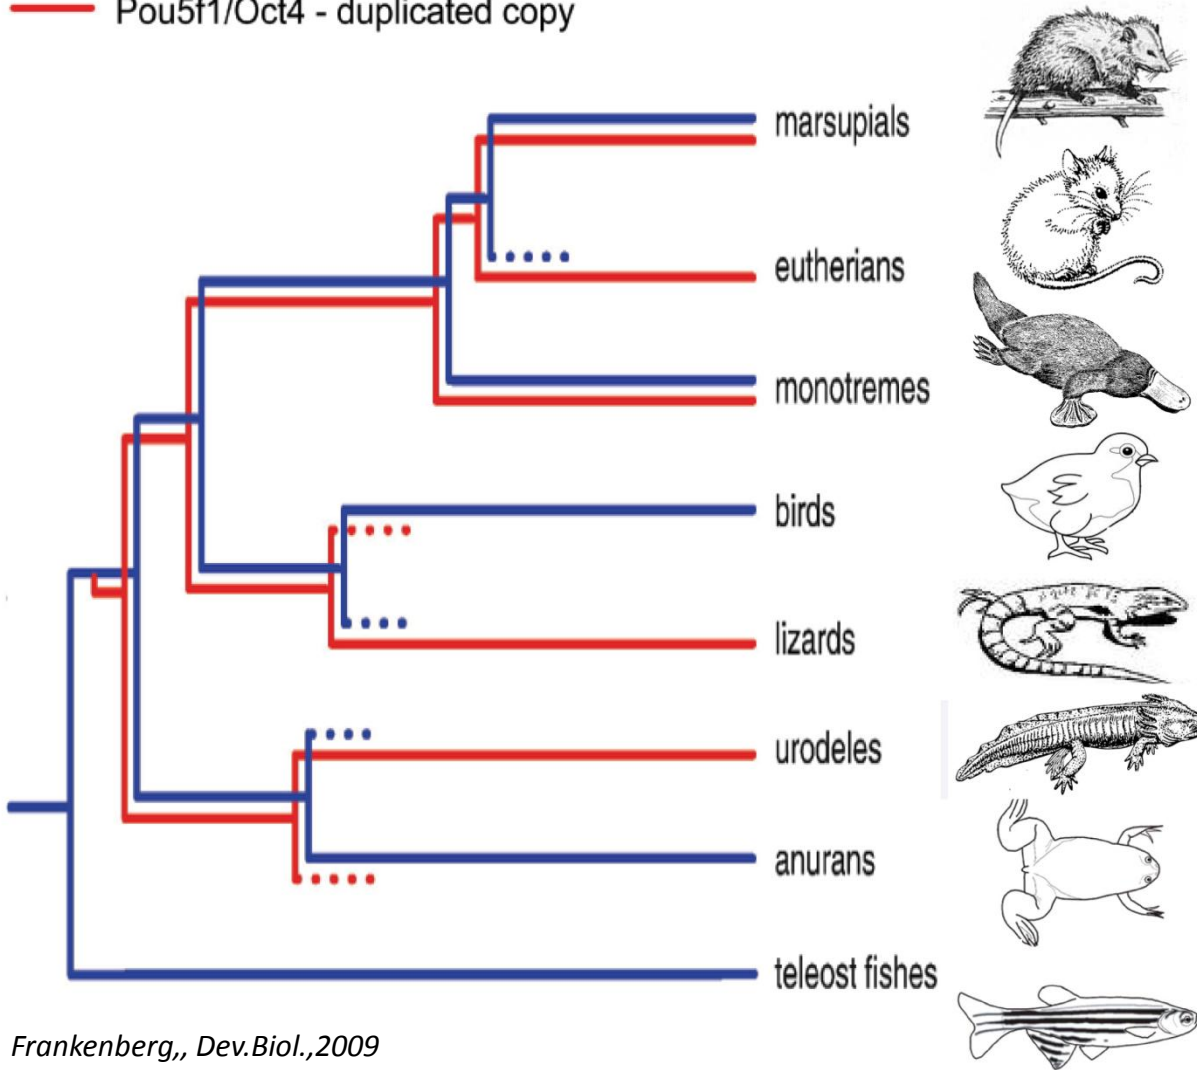 Pou5f1/Oct4 - duplicated copy
marsupials
eutherians
monotremes
birds
lizards
urodeles
anurans
teleost fishes
Frankenberg,, Dev.Biol.,2009